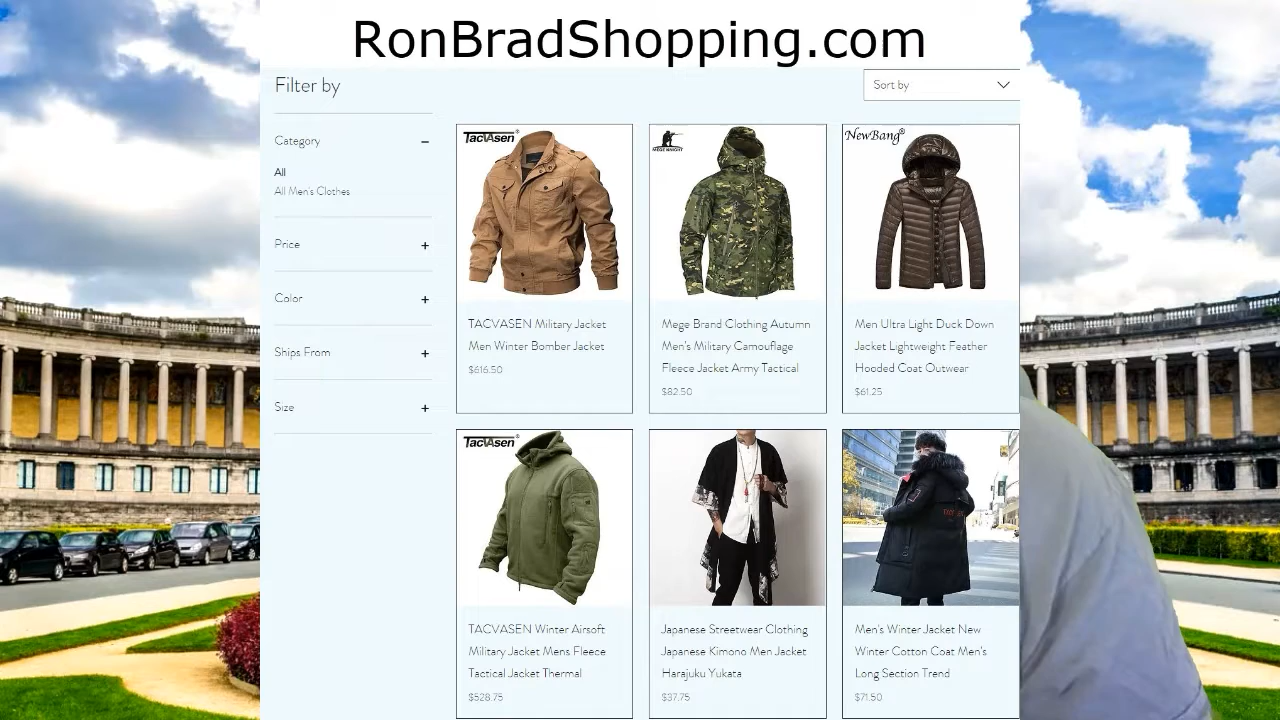 RonBradShopping.com
Filter by
Sort by
Category
All
All Men's Clothes
Price
Color
Ships From
Size
TACVASEN®
MEGE KNIGHT
NewBang®
TACVASEN Military Jacket
Men Winter Bomber Jacket
$616.50
Mege Brand Clothing Autumn
Men's Military Camouflage
Fleece Jacket Army Tactical
$82.50
Men Ultra Light Duck Down
Jacket Lightweight Feather
Hooded Coat Outwear
$61.25
TACVASEN®
TACVASEN Winter Airsoft
Military Jacket Mens Fleece
Tactical Jacket Thermal
$528.75
Japanese Streetwear Clothing
Japanese Kimono Men Jacket
Harajuku Yukata
$37.75
Men's Winter Jacket New
Winter Cotton Coat Men's
Long Section Trend
$71.50